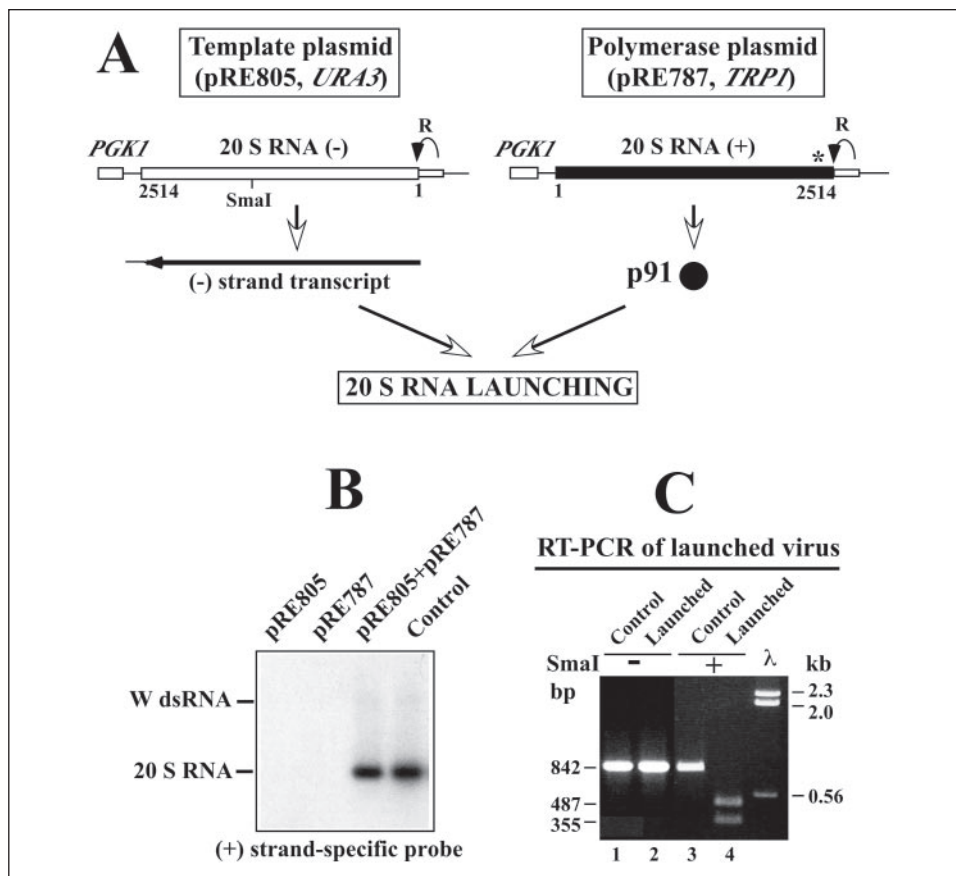 A
Template plasmid
(pRE805, URA3)
Polymerase plasmid
(pRE787, TRP1)
PGK1
20 S RNA (-)
R
2514
SmaI
1
PGK1
20 S RNA (+)
*
R
1
2514
(-) strand transcript
p91
20 S RNA LAUNCHING
B
pRE805
pRE787
pRE805+pRE787
Control
W dsRNA
20 S RNA
(+) strand-specific probe
C
RT-PCR of launched virus
Control
Launched
Control
Launched
SmaI
-
+
λ
kb
bp
2.3
2.0
842
0.56
487
355
1 2 3 4